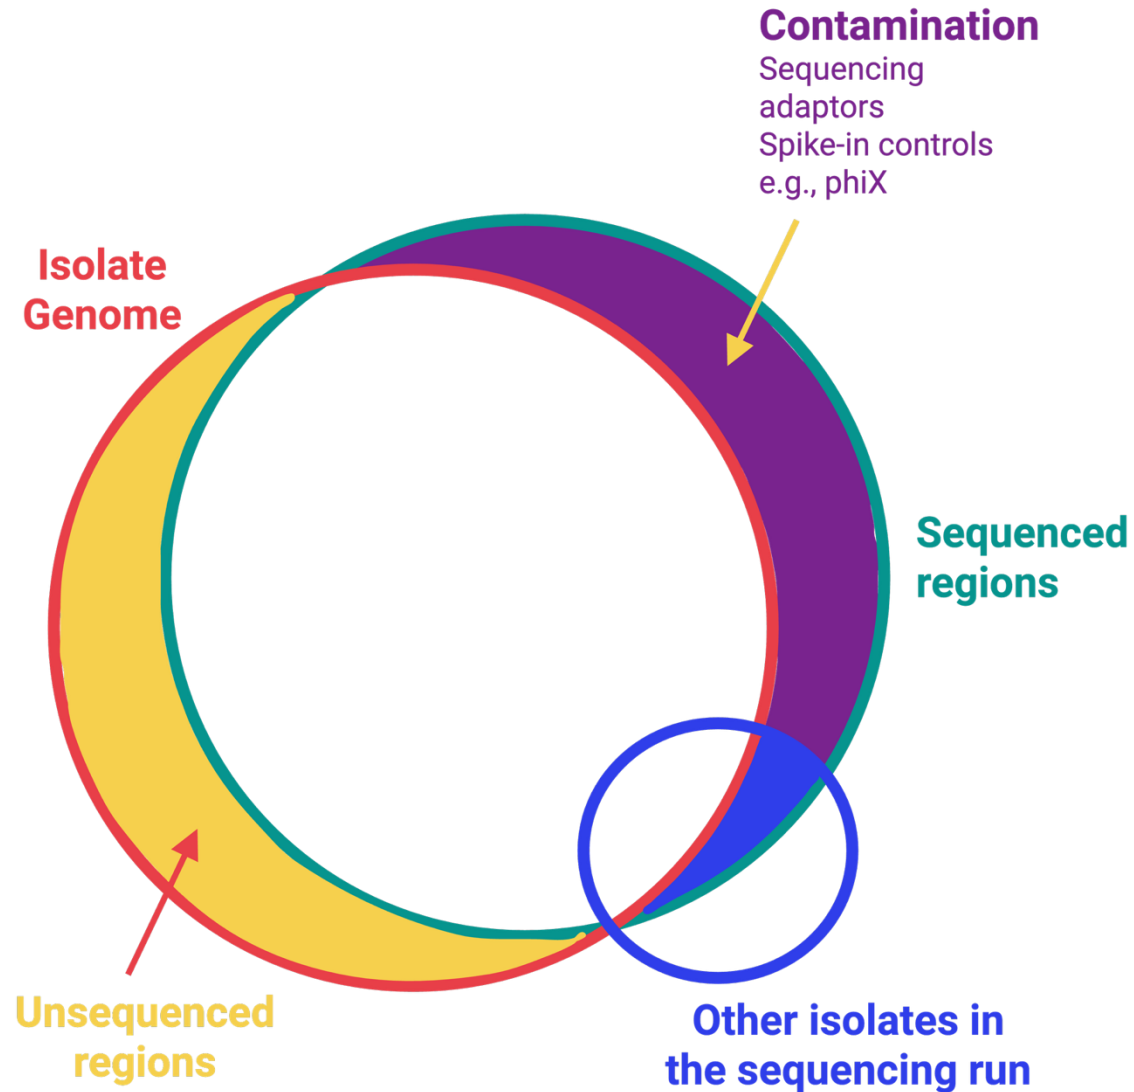 Contamination
Sequencing
adaptors
Spike-in controls
e.g., phiX
Isolate
Genome
Sequenced
regions
Unsequenced
regions
Other isolates in
the sequencing run